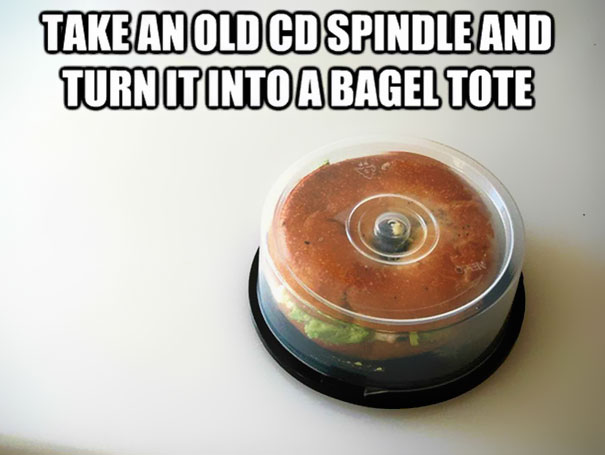 TAKE AN OLD CD SPINDLE AND
TURN IT INTO A BAGEL TOTE